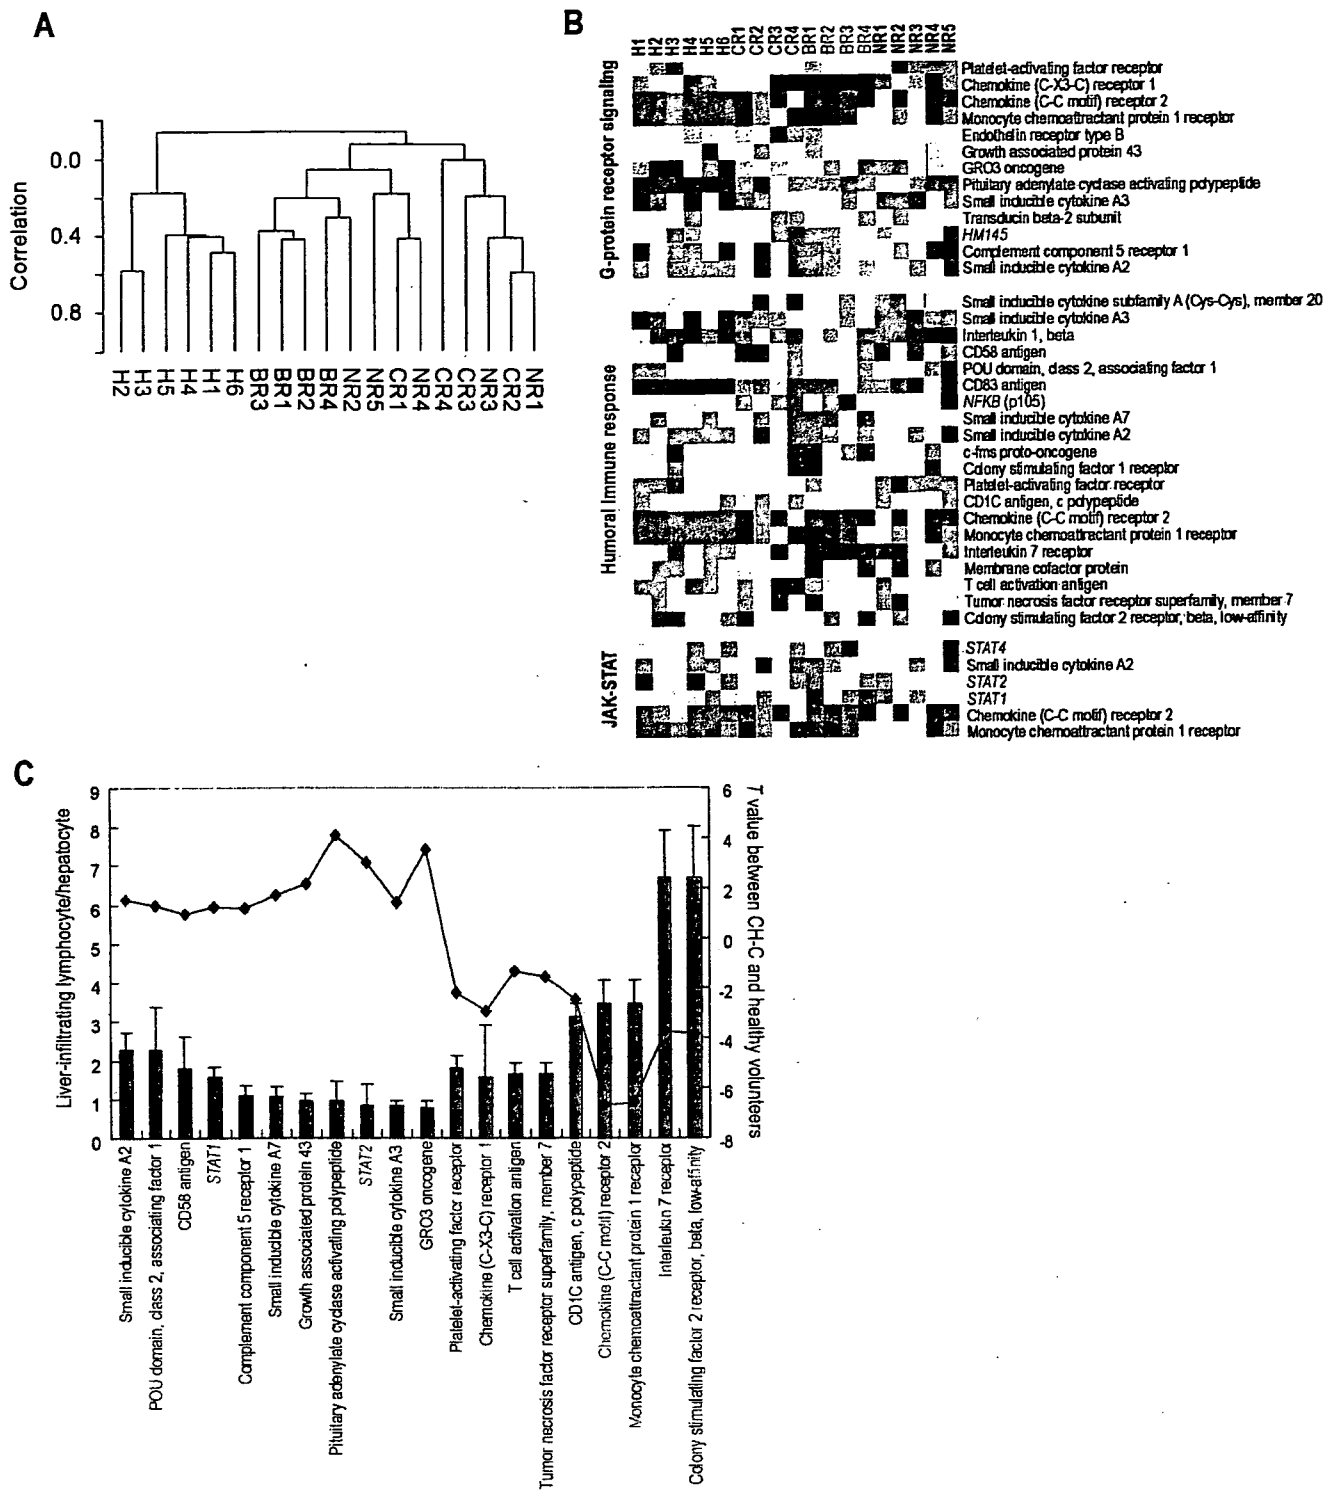 A
Correlation
0.0
0.4
0.8
H2
H3
H5
H4
H1
H6
BR3
BR1
BR2
BR4
NR2
NR5
CR1
NR4
CR4
CR3
NR3
CR2
NR1
B
H1
H2
H3
H4
H5
H6
CR1
CR2
CR3
CR4
BR1
BR2
BR3
BR4
NR1
NR2
NR3
NR4
NR5
G-protein receptor signaling
Platelet-activating factor receptor
Chemokine (C-X3-C) receptor 1
Chemokine (C-C motif) receptor 2
Monocyte chemoattractant protein 1 receptor
Endothelin receptor type B
Growth associated protein 43
GRO3 oncogene
Pituitary adenylate cyclase activating polypeptide
Small inducible cytokine A3
Transducin beta-2 subunit
HM145
Complement component 5 receptor 1
Small inducible cytokine A2
Humoral Immune response
Small inducible cytokine subfamily A (Cys-Cys), member 20
Small inducible cytokine A3
Interleukin 1, beta
CD58 antigen
POU domain, class 2, associating factor 1
CD83 antigen
NFKB (p105)
Small inducible cytokine A7
Small inducible cytokine A2
c-fms proto-oncogene
Colony stimulating factor 1 receptor
Platelet-activating factor receptor
CD1C antigen, c polypeptide
Chemokine (C-C motif) receptor 2
Monocyte chemoattractant protein 1 receptor
Interleukin 7 receptor
Membrane cofactor protein
T cell activation antigen
Tumor necrosis factor receptor superfamily, member 7
Colony stimulating factor 2 receptor, beta, low-affinity
JAK-STAT
STAT4
Small inducible cytokine A2
STAT2
STAT1
Chemokine (C-C motif) receptor 2
Monocyte chemoattractant protein 1 receptor
C
Liver-infiltrating lymphocyte/hepatocyte
9
8
7
6
5
4
3
2
1
0
6
4
2
0
-2
-4
-6
-8
T value between CH-C and healthy volunteers
Small inducible cytokine A2
POU domain, class 2, associating factor 1
CD58 antigen
STAT1
Complement component 5 receptor 1
Small inducible cytokine A7
Growth associated protein 43
Pituitary adenylate cyclase activating polypeptide
STAT2
Small inducible cytokine A3
GRO3 oncogene
Platelet-activating factor receptor
Chemokine (C-X3-C) receptor 1
T cell activation antigen
Tumor necrosis factor receptor superfamily, member 7
CD1C antigen, c polypeptide
Chemokine (C-C motif) receptor 2
Monocyte chemoattractant protein 1 receptor
Interleukin 7 receptor
Colony stimulating factor 2 receptor, beta, low-affinity